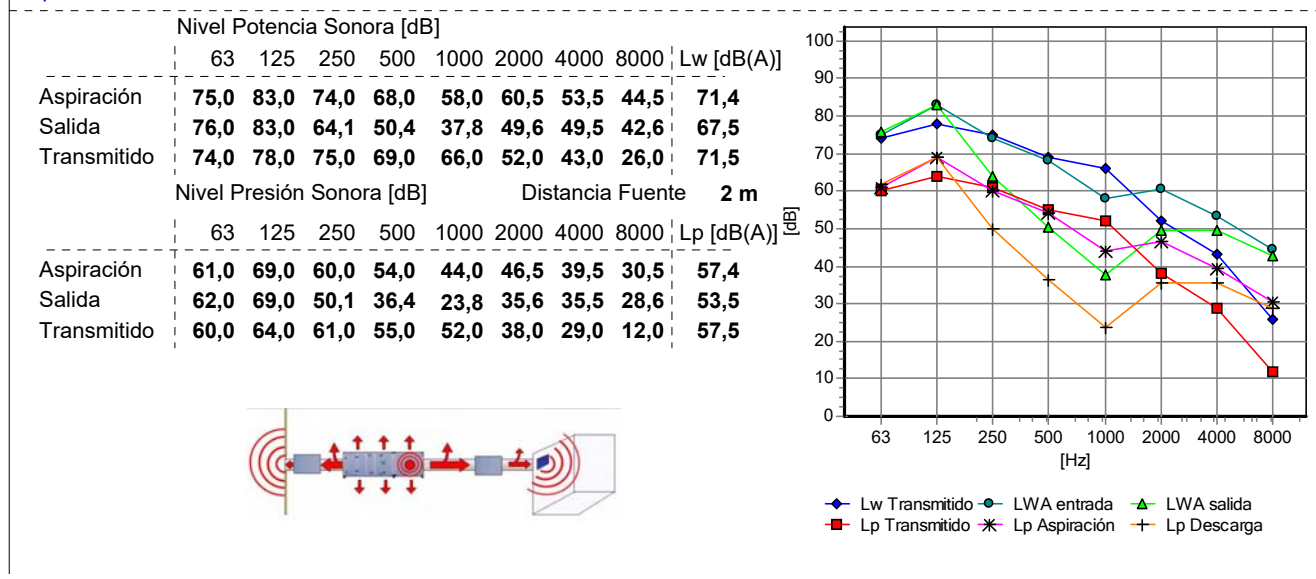 Nivel Potencia Sonora [dB]
63 125 250 500 1000 2000 4000 8000 Lw [dB(A)]
Aspiración 75,0 83,0 74,0 68,0 58,0 60,5 53,5 44,5 71,4
Salida 76,0 83,0 64,1 50,4 37,8 49,6 49,5 42,6 67,5
Transmitido 74,0 78,0 75,0 69,0 66,0 52,0 43,0 26,0 71,5
Nivel Presión Sonora [dB] Distancia Fuente 2 m
63 125 250 500 1000 2000 4000 8000 Lp [dB(A)]
Aspiración 61,0 69,0 60,0 54,0 44,0 46,5 39,5 30,5 57,4
Salida 62,0 69,0 50,1 36,4 23,8 35,6 35,5 28,6 53,5
Transmitido 60,0 64,0 61,0 55,0 52,0 38,0 29,0 12,0 57,5
100
90
80
70
60
50
40
30
20
10
0
[dB]
63 125 250 500 1000 2000 4000 8000
[Hz]
Lw Transmitido LWA entrada LWA salida
Lp Transmitido Lp Aspiración Lp Descarga